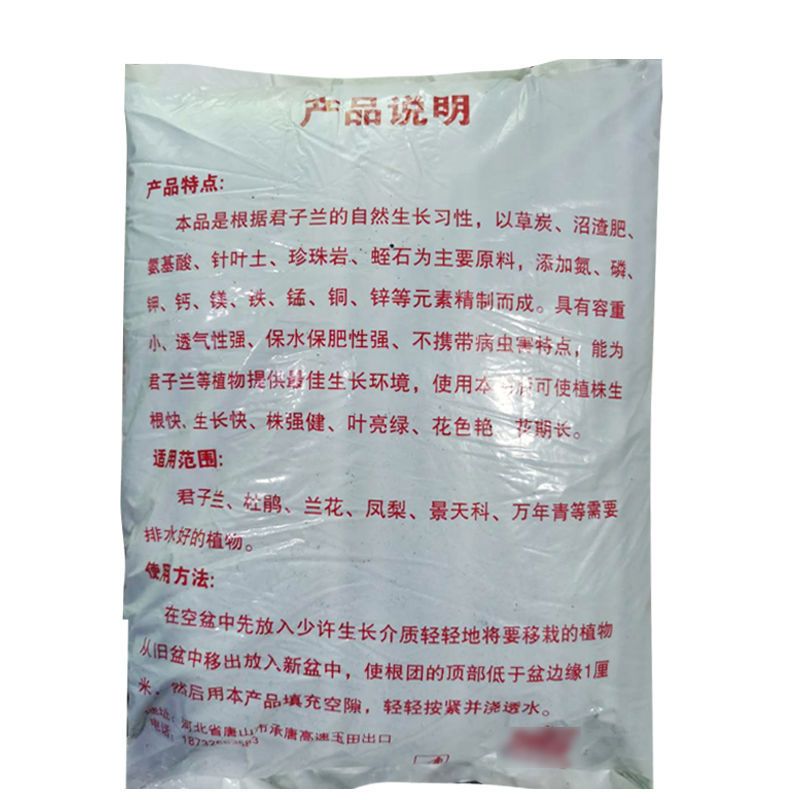 产品说明
产品特点:
本品是根据君子兰的自然生长习性,以草炭、沼渣肥、
氨基酸、针叶土、珍珠岩、蛭石为主要原料,添加氮、磷、
钾、钙、镁、铁、锰、铜、锌等元素精制而成。具有容重
小、透气性强、保水保肥性强、不携带病虫害特点,能为
君子兰等植物提供最佳生长环境,使用本 后可使植株生
根快、生长快、株强健、叶亮绿、花色艳、花期长。
适用范围:
君子兰、杜鹃、兰花、凤梨、景天科、万年青等需要
排水好的植物。
使用方法:
在空盆中先放入少许生长介质轻轻地将要移栽的植物
从旧盆中移出放入新盆中,使根团的顶部低于盆边缘1厘
米,然后用本产品填充空隙,轻轻按紧并浇透水。
地址:河北省唐山市承唐高速玉田出口
电话: